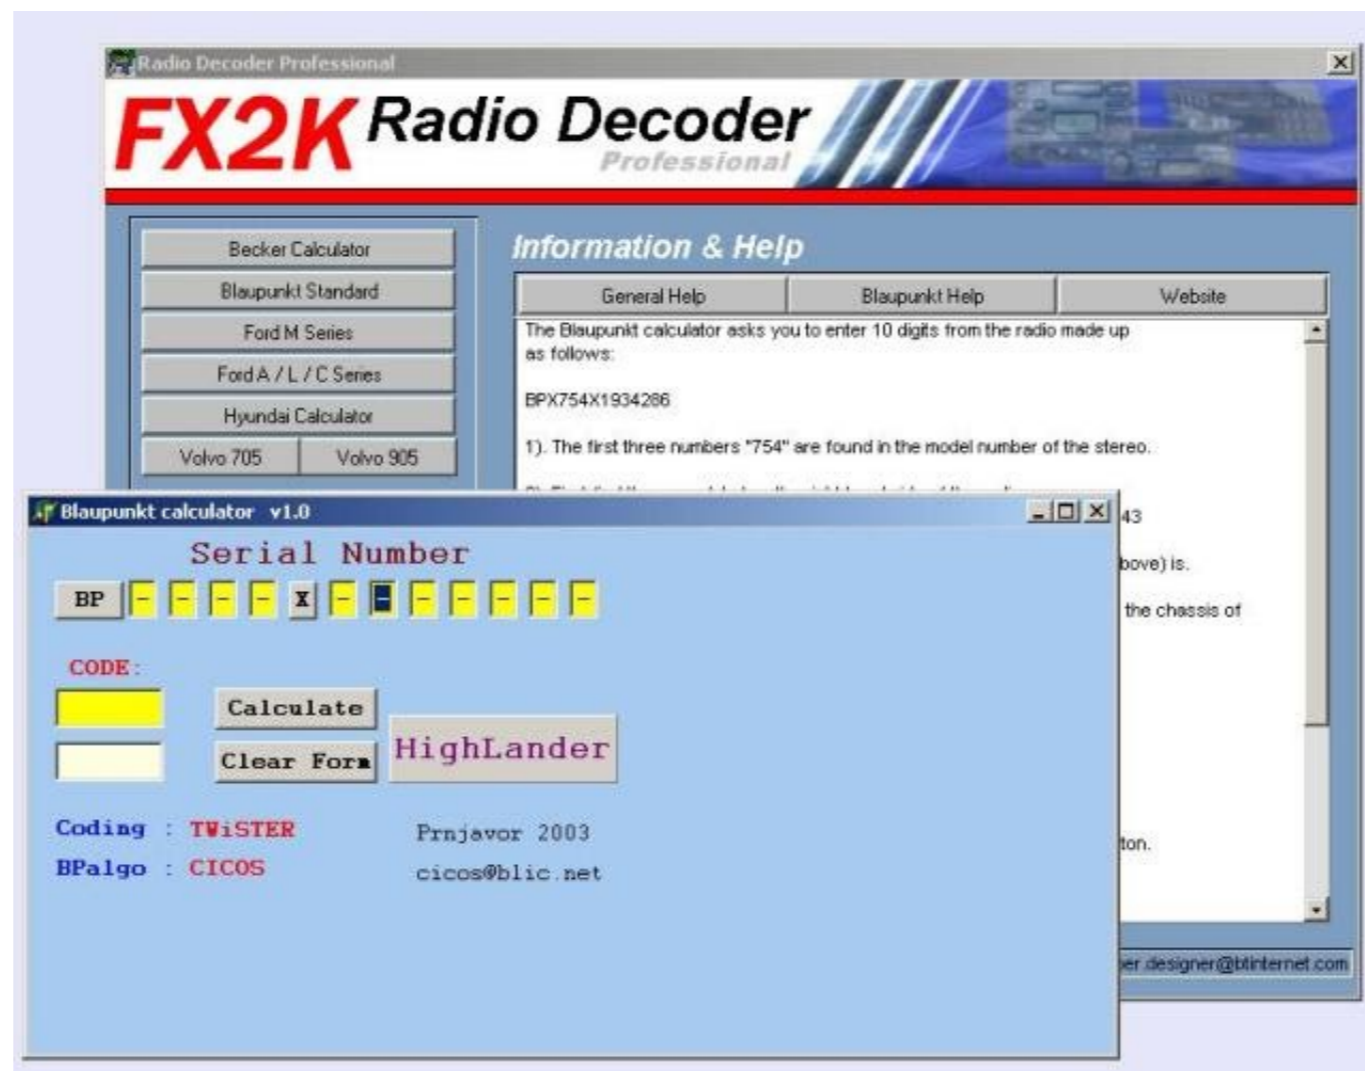 Radio Decoder Professional
FX2K Radio Decoder
Professional
Becker Calculator
Blaupunkt Standard
Ford M Series
Ford A / L / C Series
Hyundai Calculator
Volvo 705 Volvo 905
Information & Help
General Help Blaupunkt Help Website
The Blaupunkt calculator asks you to enter 10 digits from the radio made up
as follows:
BPX754X1934286
1). The first three numbers "754" are found in the model number of the stereo.
43
bove) is.
the chassis of
ton.
er.designer@btinternet.com
Blaupunkt calculator v1.0
Serial Number
BP - - - - X - - - - - - -
CODE:
Calculate
Clear Form
HighLander
Coding : TWiSTER
Prnjavor 2003
BPalgo : CICOS
cicos@blic.net